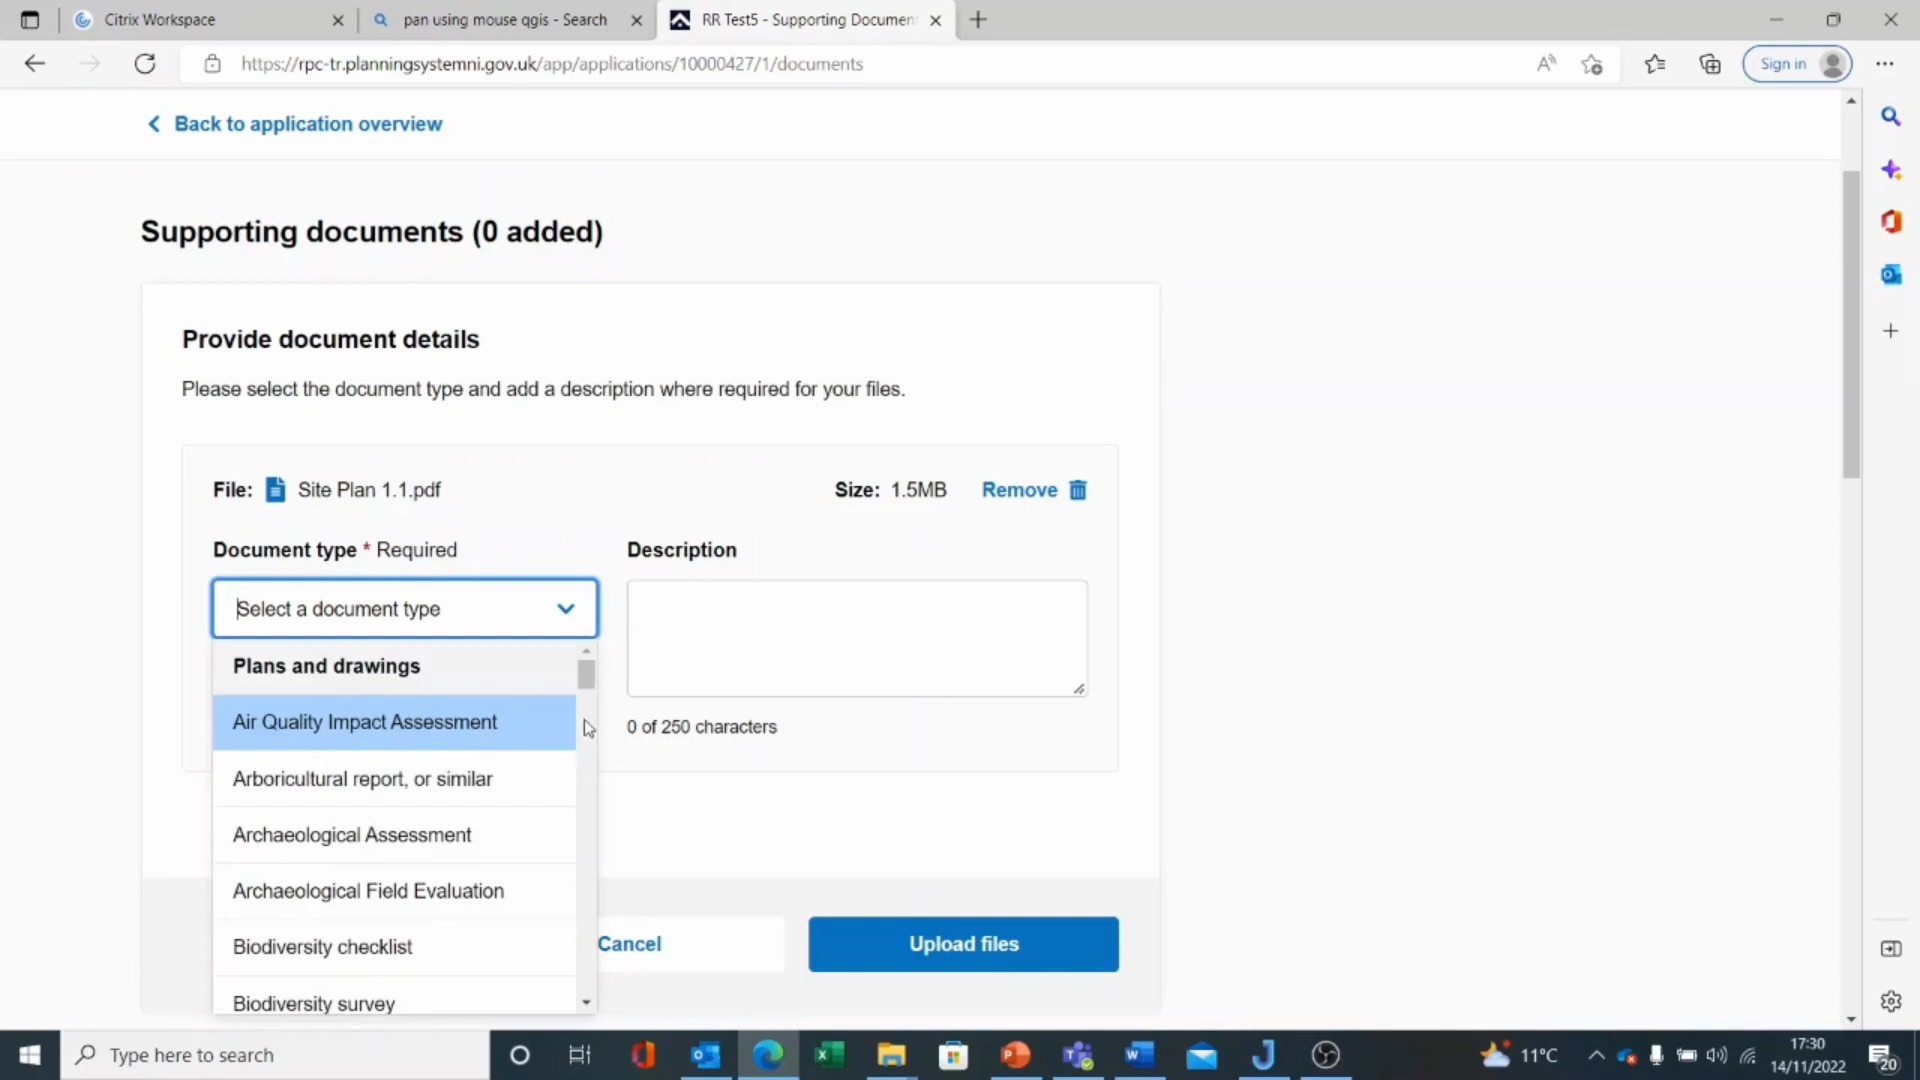 Citrix Workspace
pan using mouse qgis - Search
RR Test5 - Supporting Documen
https://rpc-tr.planningsystemni.gov.uk/app/applications/10000427/1/documents
Sign in
Back to application overview
Supporting documents (0 added)
Provide document details
Please select the document type and add a description where required for your files.
File: Site Plan 1.1.pdf
Size: 1.5MB
Remove
Document type * Required
Description
Select a document type
Plans and drawings
Air Quality Impact Assessment
0 of 250 characters
Arboricultural report, or similar
Archaeological Assessment
Archaeological Field Evaluation
Biodiversity checklist
Cancel
Upload files
Biodiversity survey
Type here to search
11°C
17:30
14/11/2022
20